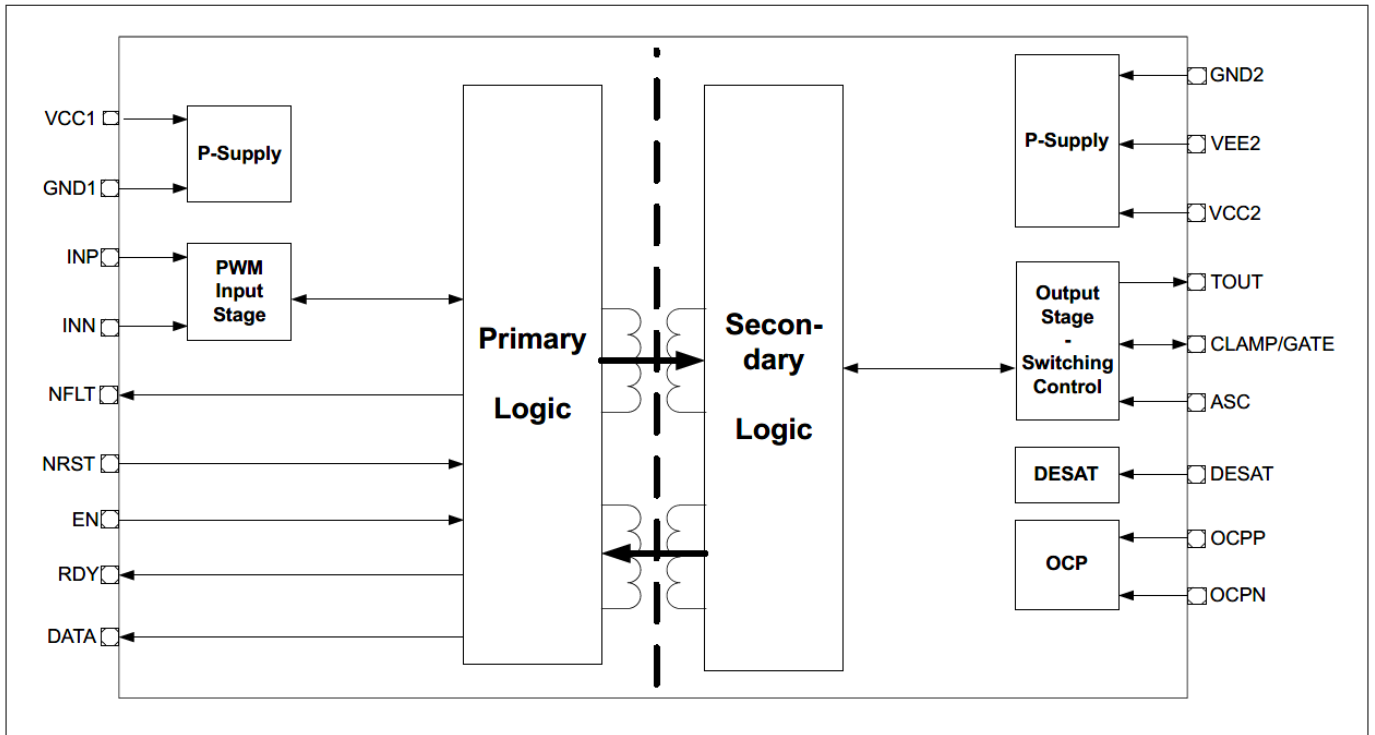 VCC1
GND1
INP
INN
NFLT
NRST
EN
RDY
DATA
P-Supply
PWM
Input
Stage
Primary
Logic
Secon-
dary
Logic
P-Supply
Output
Stage
-
Switching
Control
DESAT
OCP
GND2
VEE2
VCC2
TOUT
CLAMP/GATE
ASC
DESAT
OCPP
OCPN